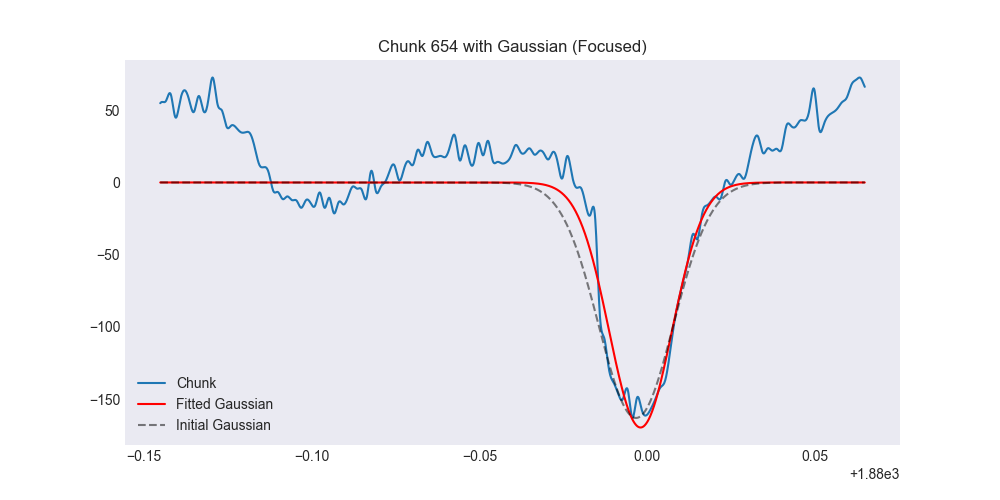 Chunk 654 with Gaussian (Focused)
50
0
−50
−100
−150
Chunk
Fitted Gaussian
Initial Gaussian
−0.15 −0.10 −0.05 0.00 0.05
+1.88e3